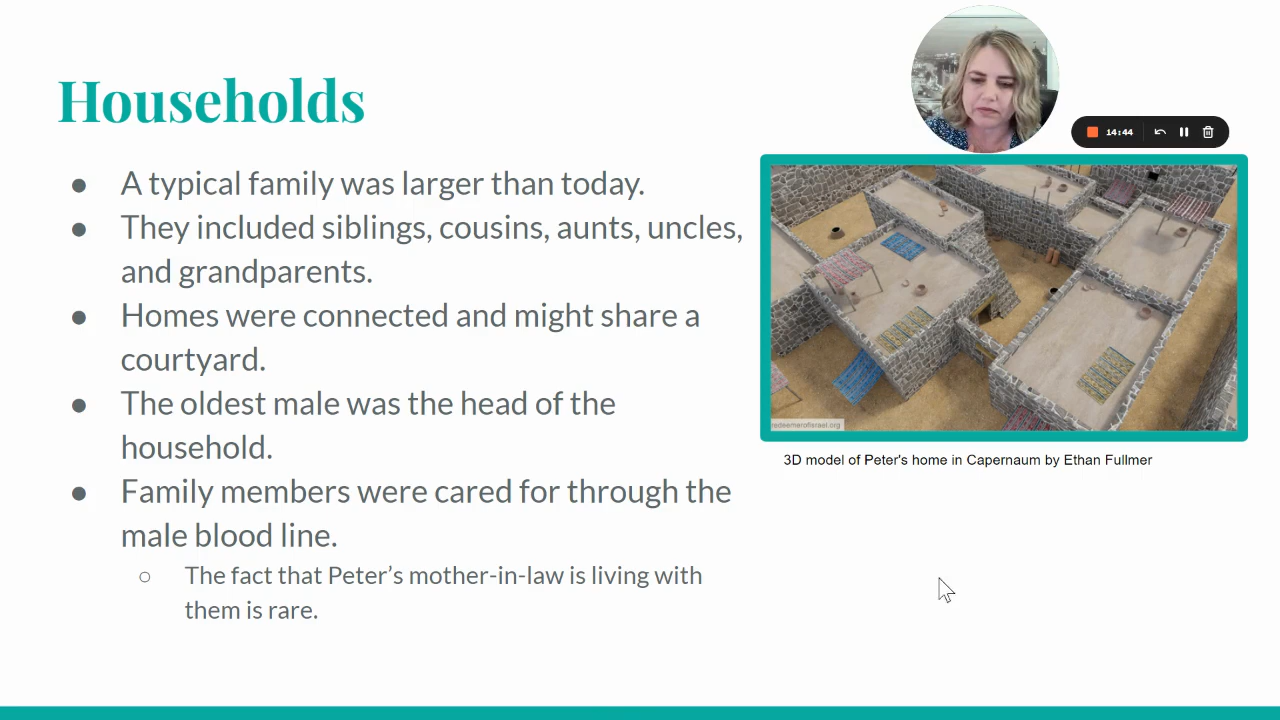 Households
14:44
● A typical family was larger than today.
● They included siblings, cousins, aunts, uncles,
and grandparents.
● Homes were connected and might share a
courtyard.
● The oldest male was the head of the
household.
● Family members were cared for through the
male blood line.
○ The fact that Peter’s mother-in-law is living with
them is rare.
redeemerofisrael.org
3D model of Peter's home in Capernaum by Ethan Fullmer